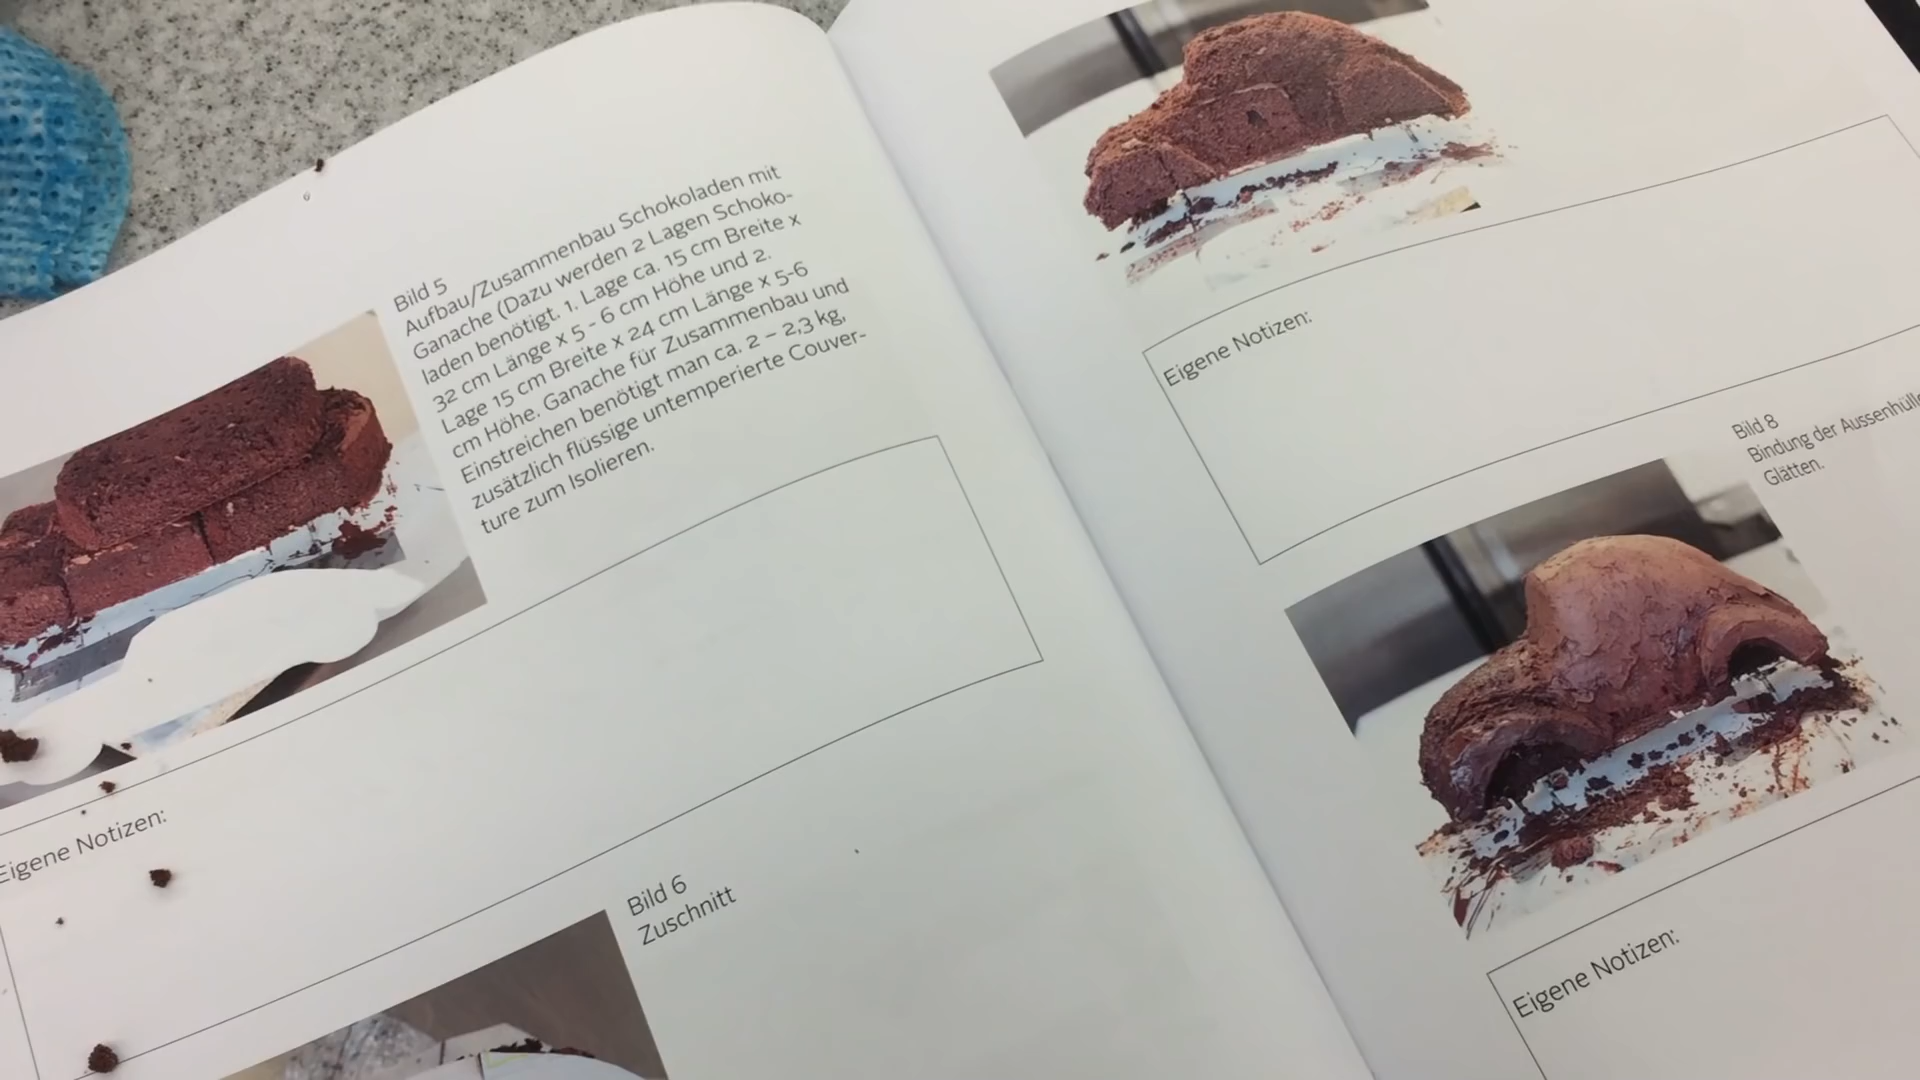 Bild 5
Aufbau/Zusammenbau Schokoladen mit
Ganache (Dazu werden 2 Lagen Schoko-
laden benötigt. 1. Lage ca. 15 cm Breite x
32 cm Länge x 5 - 6 cm Höhe und 2.
Lage 15 cm Breite x 24 cm Länge x 5-6
cm Höhe. Ganache für Zusammenbau und
Einstreichen benötigt man ca. 2 – 2,3 kg,
zusätzlich flüssige untemperierte Couver-
ture zum Isolieren.
Eigene Notizen:
Bild 6
Zuschnitt
Eigene Notizen:
Bild 8
Bindung der Aussenhülle
Glätten.
Eigene Notizen: